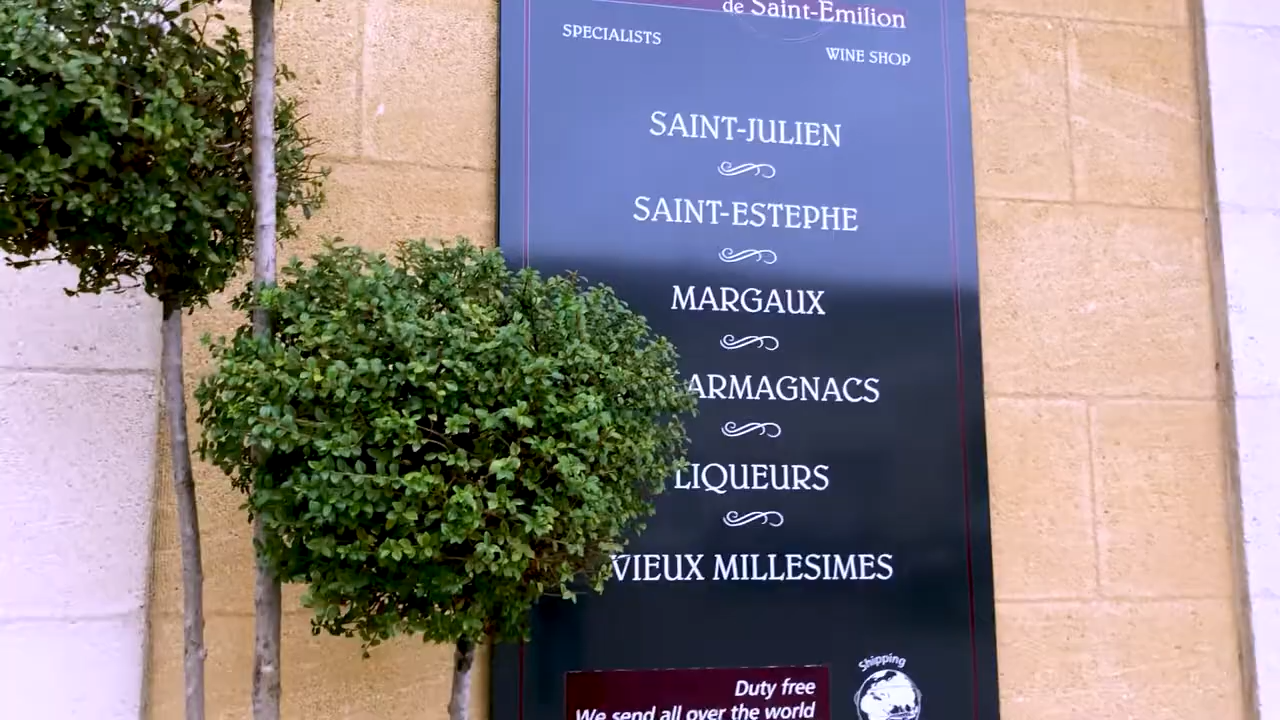 de Saint-Emilion
SPECIALISTS
WINE SHOP
SAINT-JULIEN
SAINT-ESTEPHE
MARGAUX
ARMAGNACS
LIQUEURS
VIEUX MILLESIMES
Shipping
Duty free
We send all over the world